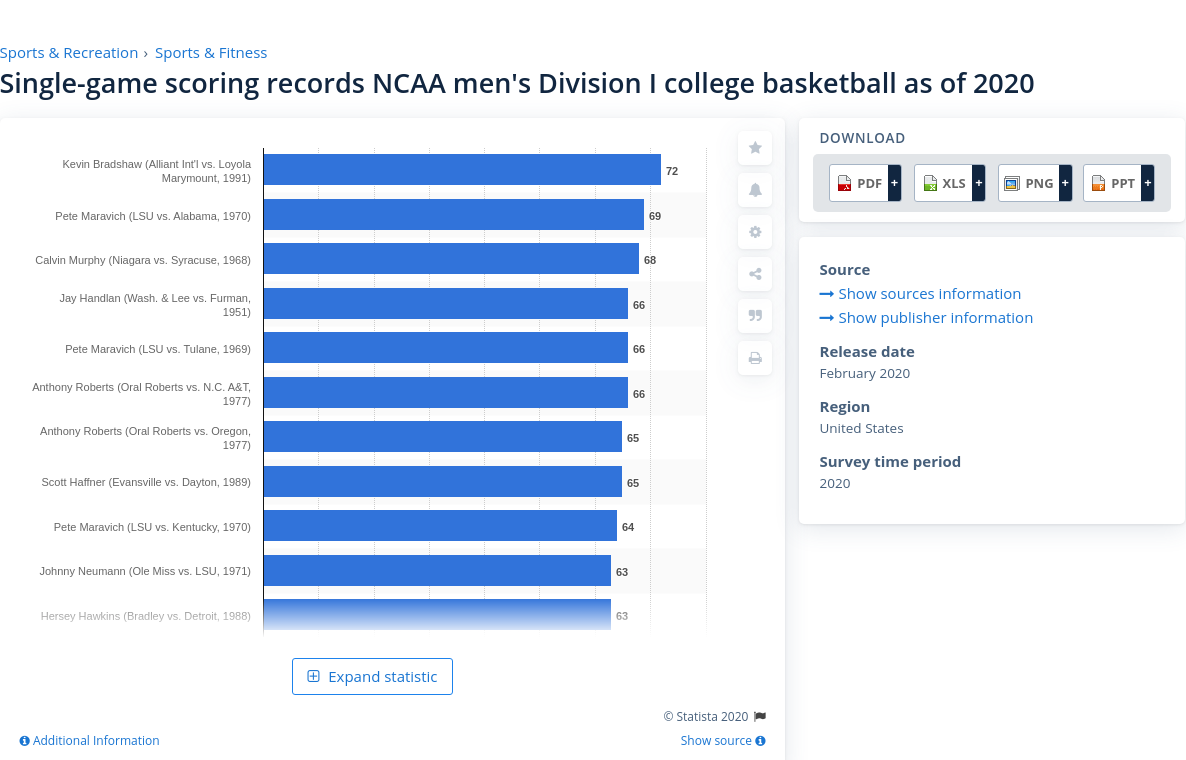 Sports & Recreation › Sports & Fitness
Single-game scoring records NCAA men's Division I college basketball as of 2020
Kevin Bradshaw (Alliant Int'l vs. Loyola
Marymount, 1991)
72
Pete Maravich (LSU vs. Alabama, 1970)
69
Calvin Murphy (Niagara vs. Syracuse, 1968)
68
Jay Handlan (Wash. & Lee vs. Furman,
1951)
66
Pete Maravich (LSU vs. Tulane, 1969)
66
Anthony Roberts (Oral Roberts vs. N.C. A&T,
1977)
66
Anthony Roberts (Oral Roberts vs. Oregon,
1977)
65
Scott Haffner (Evansville vs. Dayton, 1989)
65
Pete Maravich (LSU vs. Kentucky, 1970)
64
Johnny Neumann (Ole Miss vs. LSU, 1971)
63
Hersey Hawkins (Bradley vs. Detroit, 1988)
63
Expand statistic
© Statista 2020
Additional Information
Show source
DOWNLOAD
PDF + XLS + PNG + PPT +
Source
Show sources information
Show publisher information
Release date
February 2020
Region
United States
Survey time period
2020